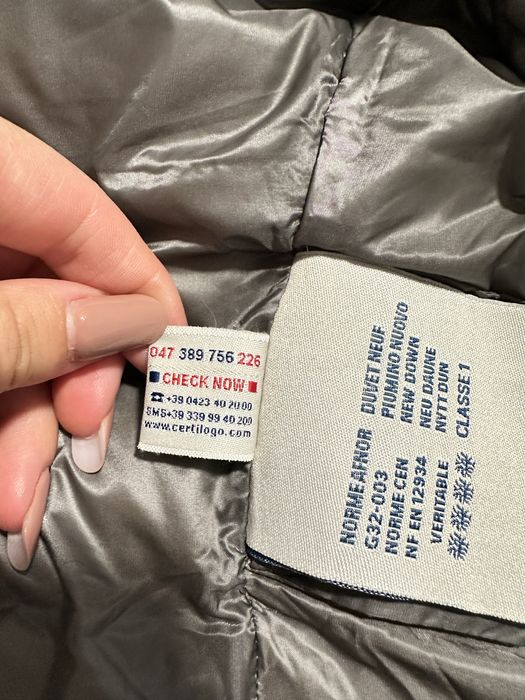 047 389 756 226
CHECK NOW
+39 0423 40 20 00
SMS+39 339 99 40 200
www.certilogo.com
NORME AFNOR
G32-003
NORME CEN
NF EN 12934
VERITABLE
DUVET NEUF
PIUMINO NUOVO
NEW DOWN
NEU DAUNE
NYTT DUN
CLASSE 1